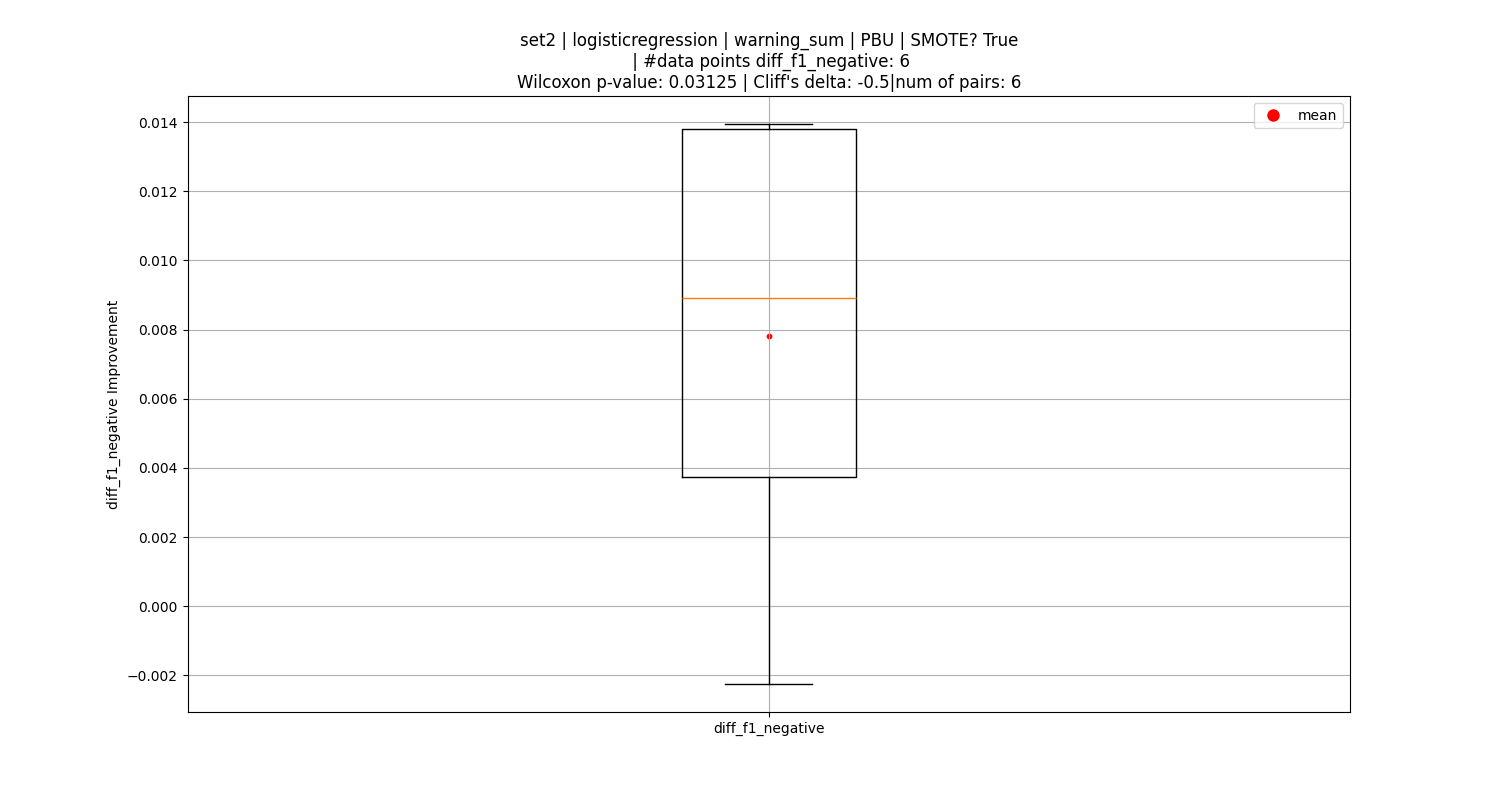 set2 | logisticregression | warning_sum | PBU | SMOTE? True
| #data points diff_f1_negative: 6
Wilcoxon p-value: 0.03125 | Cliff's delta: -0.5|num of pairs: 6
mean
0.014
0.012
0.010
0.008
0.006
0.004
0.002
0.000
−0.002
diff_f1_negative Improvement
diff_f1_negative